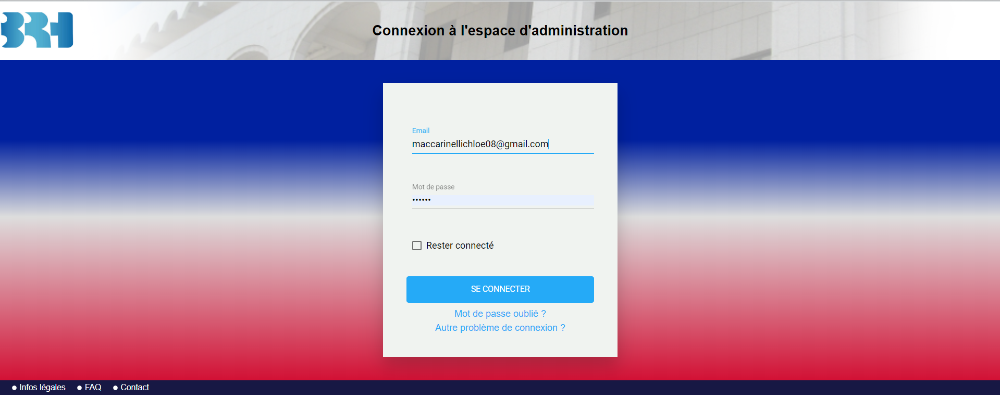 BRH
Connexion à l'espace d'administration
Email
maccarinellichloe08@gmail.com
Mot de passe
••••••
Rester connecté
SE CONNECTER
Mot de passe oublié ?
Autre problème de connexion ?
● Infos légales ● FAQ ● Contact